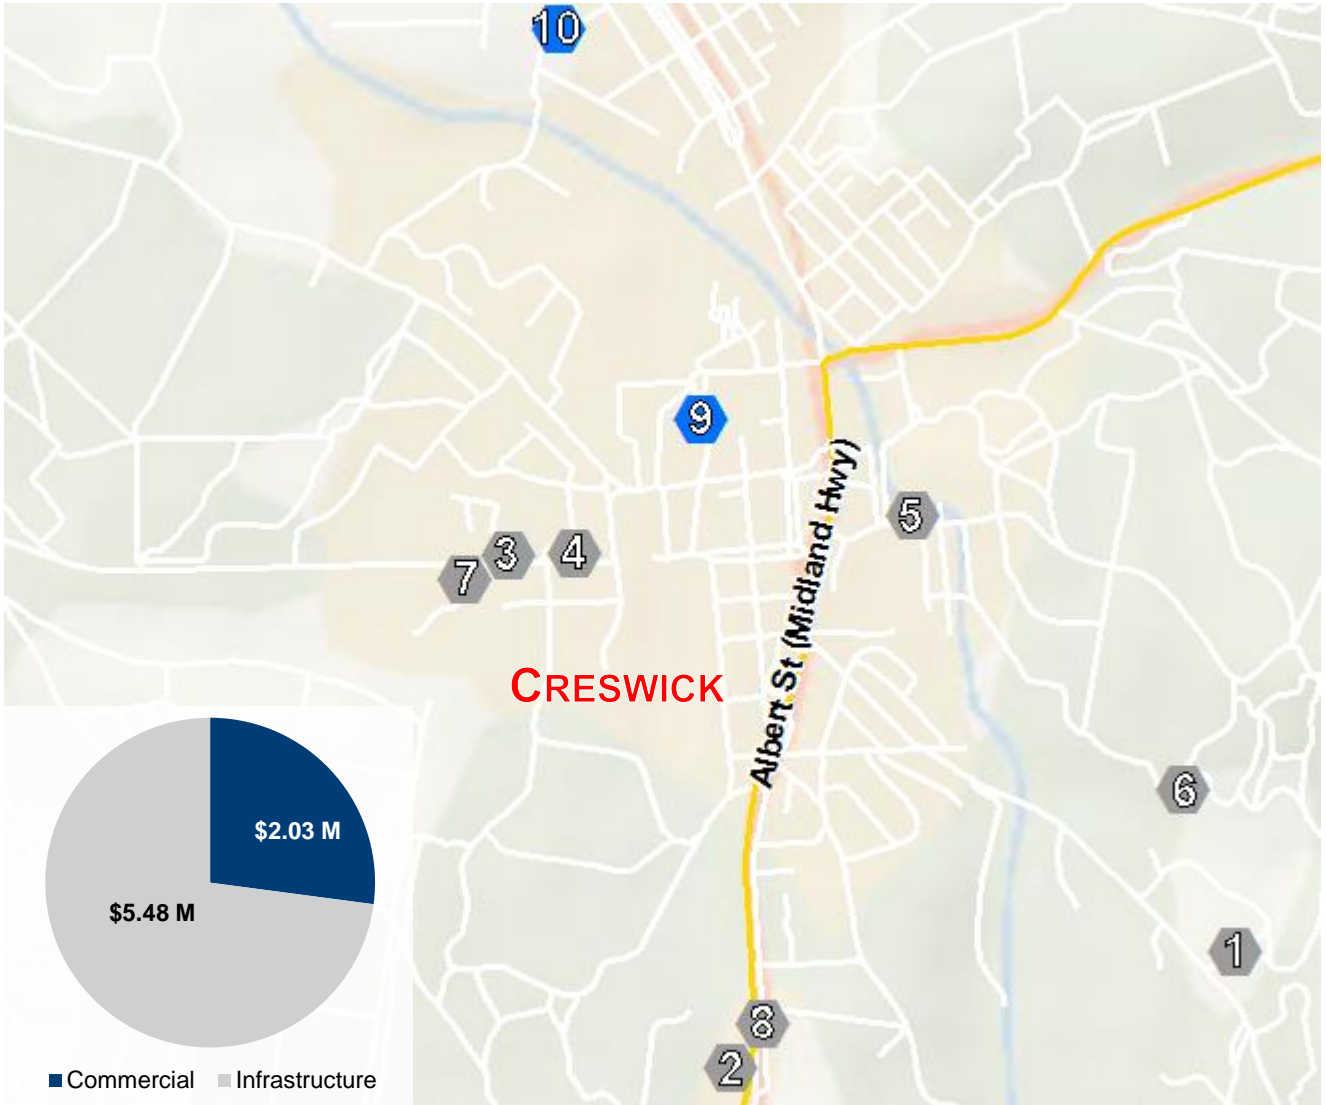 10
9
5
3
4
7
Albert St (Midland Hwy)
CRESWICK
6
1
8
2
$2.03 M
$5.48 M
Commercial Infrastructure